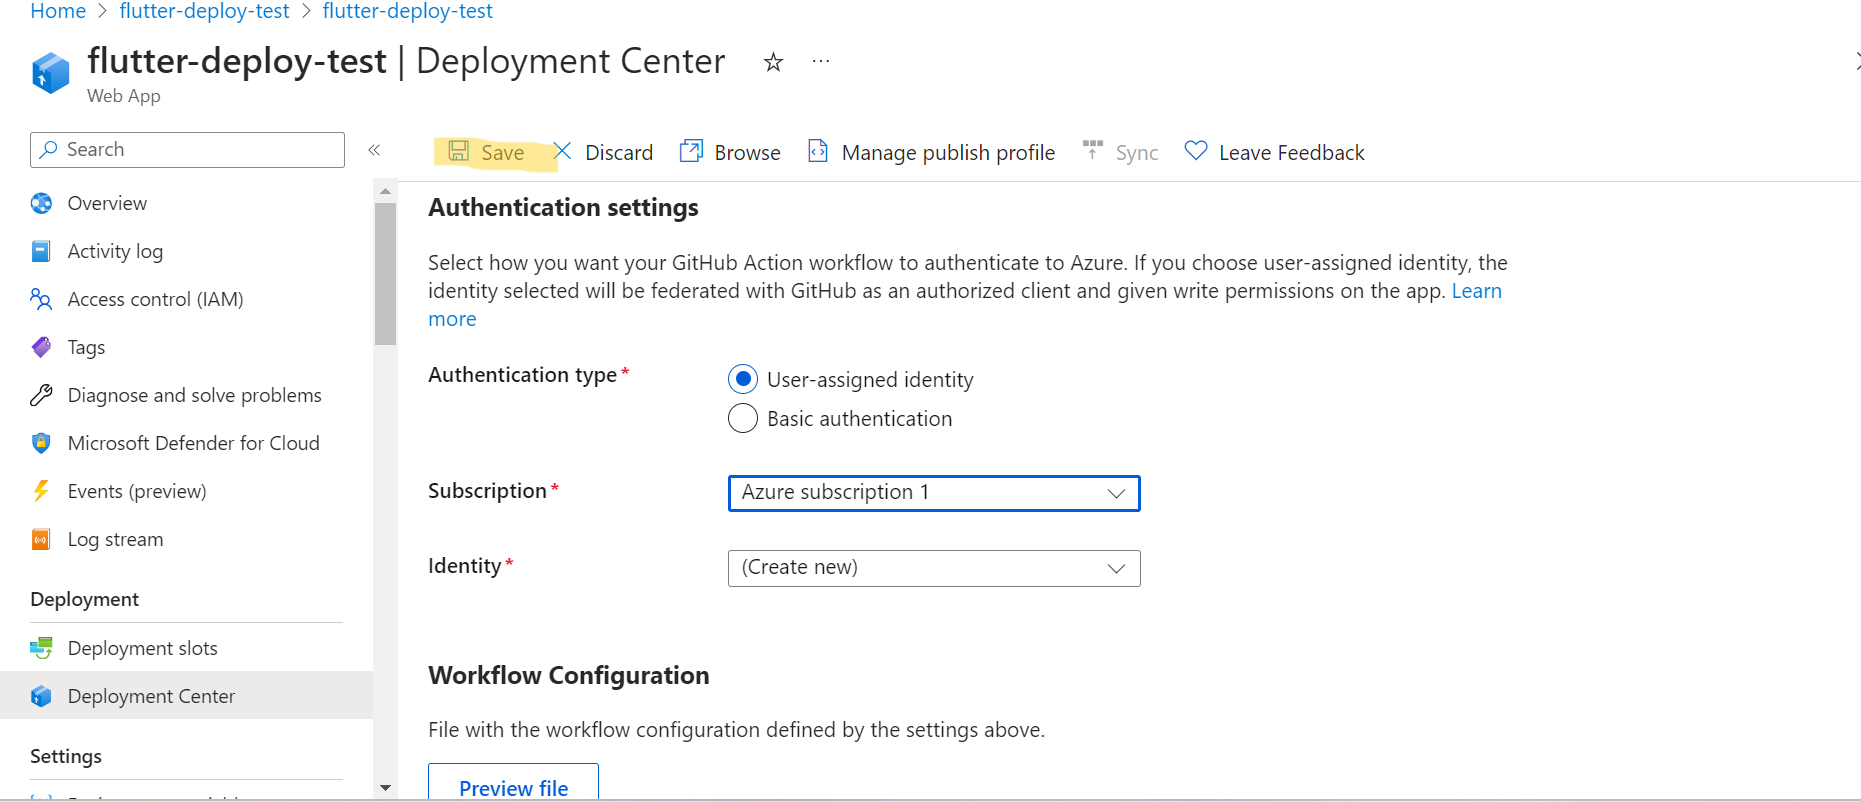 Home > flutter-deploy-test > flutter-deploy-test
flutter-deploy-test | Deployment Center
Web App
Search
Save
Discard
Browse
Manage publish profile
Sync
Leave Feedback
Overview
Activity log
Access control (IAM)
Tags
Diagnose and solve problems
Microsoft Defender for Cloud
Events (preview)
Log stream
Deployment
Deployment slots
Deployment Center
Settings
Authentication settings
Select how you want your GitHub Action workflow to authenticate to Azure. If you choose user-assigned identity, the
identity selected will be federated with GitHub as an authorized client and given write permissions on the app. Learn
more
Authentication type*
User-assigned identity
Basic authentication
Subscription*
Azure subscription 1
Identity*
(Create new)
Workflow Configuration
File with the workflow configuration defined by the settings above.
Preview file